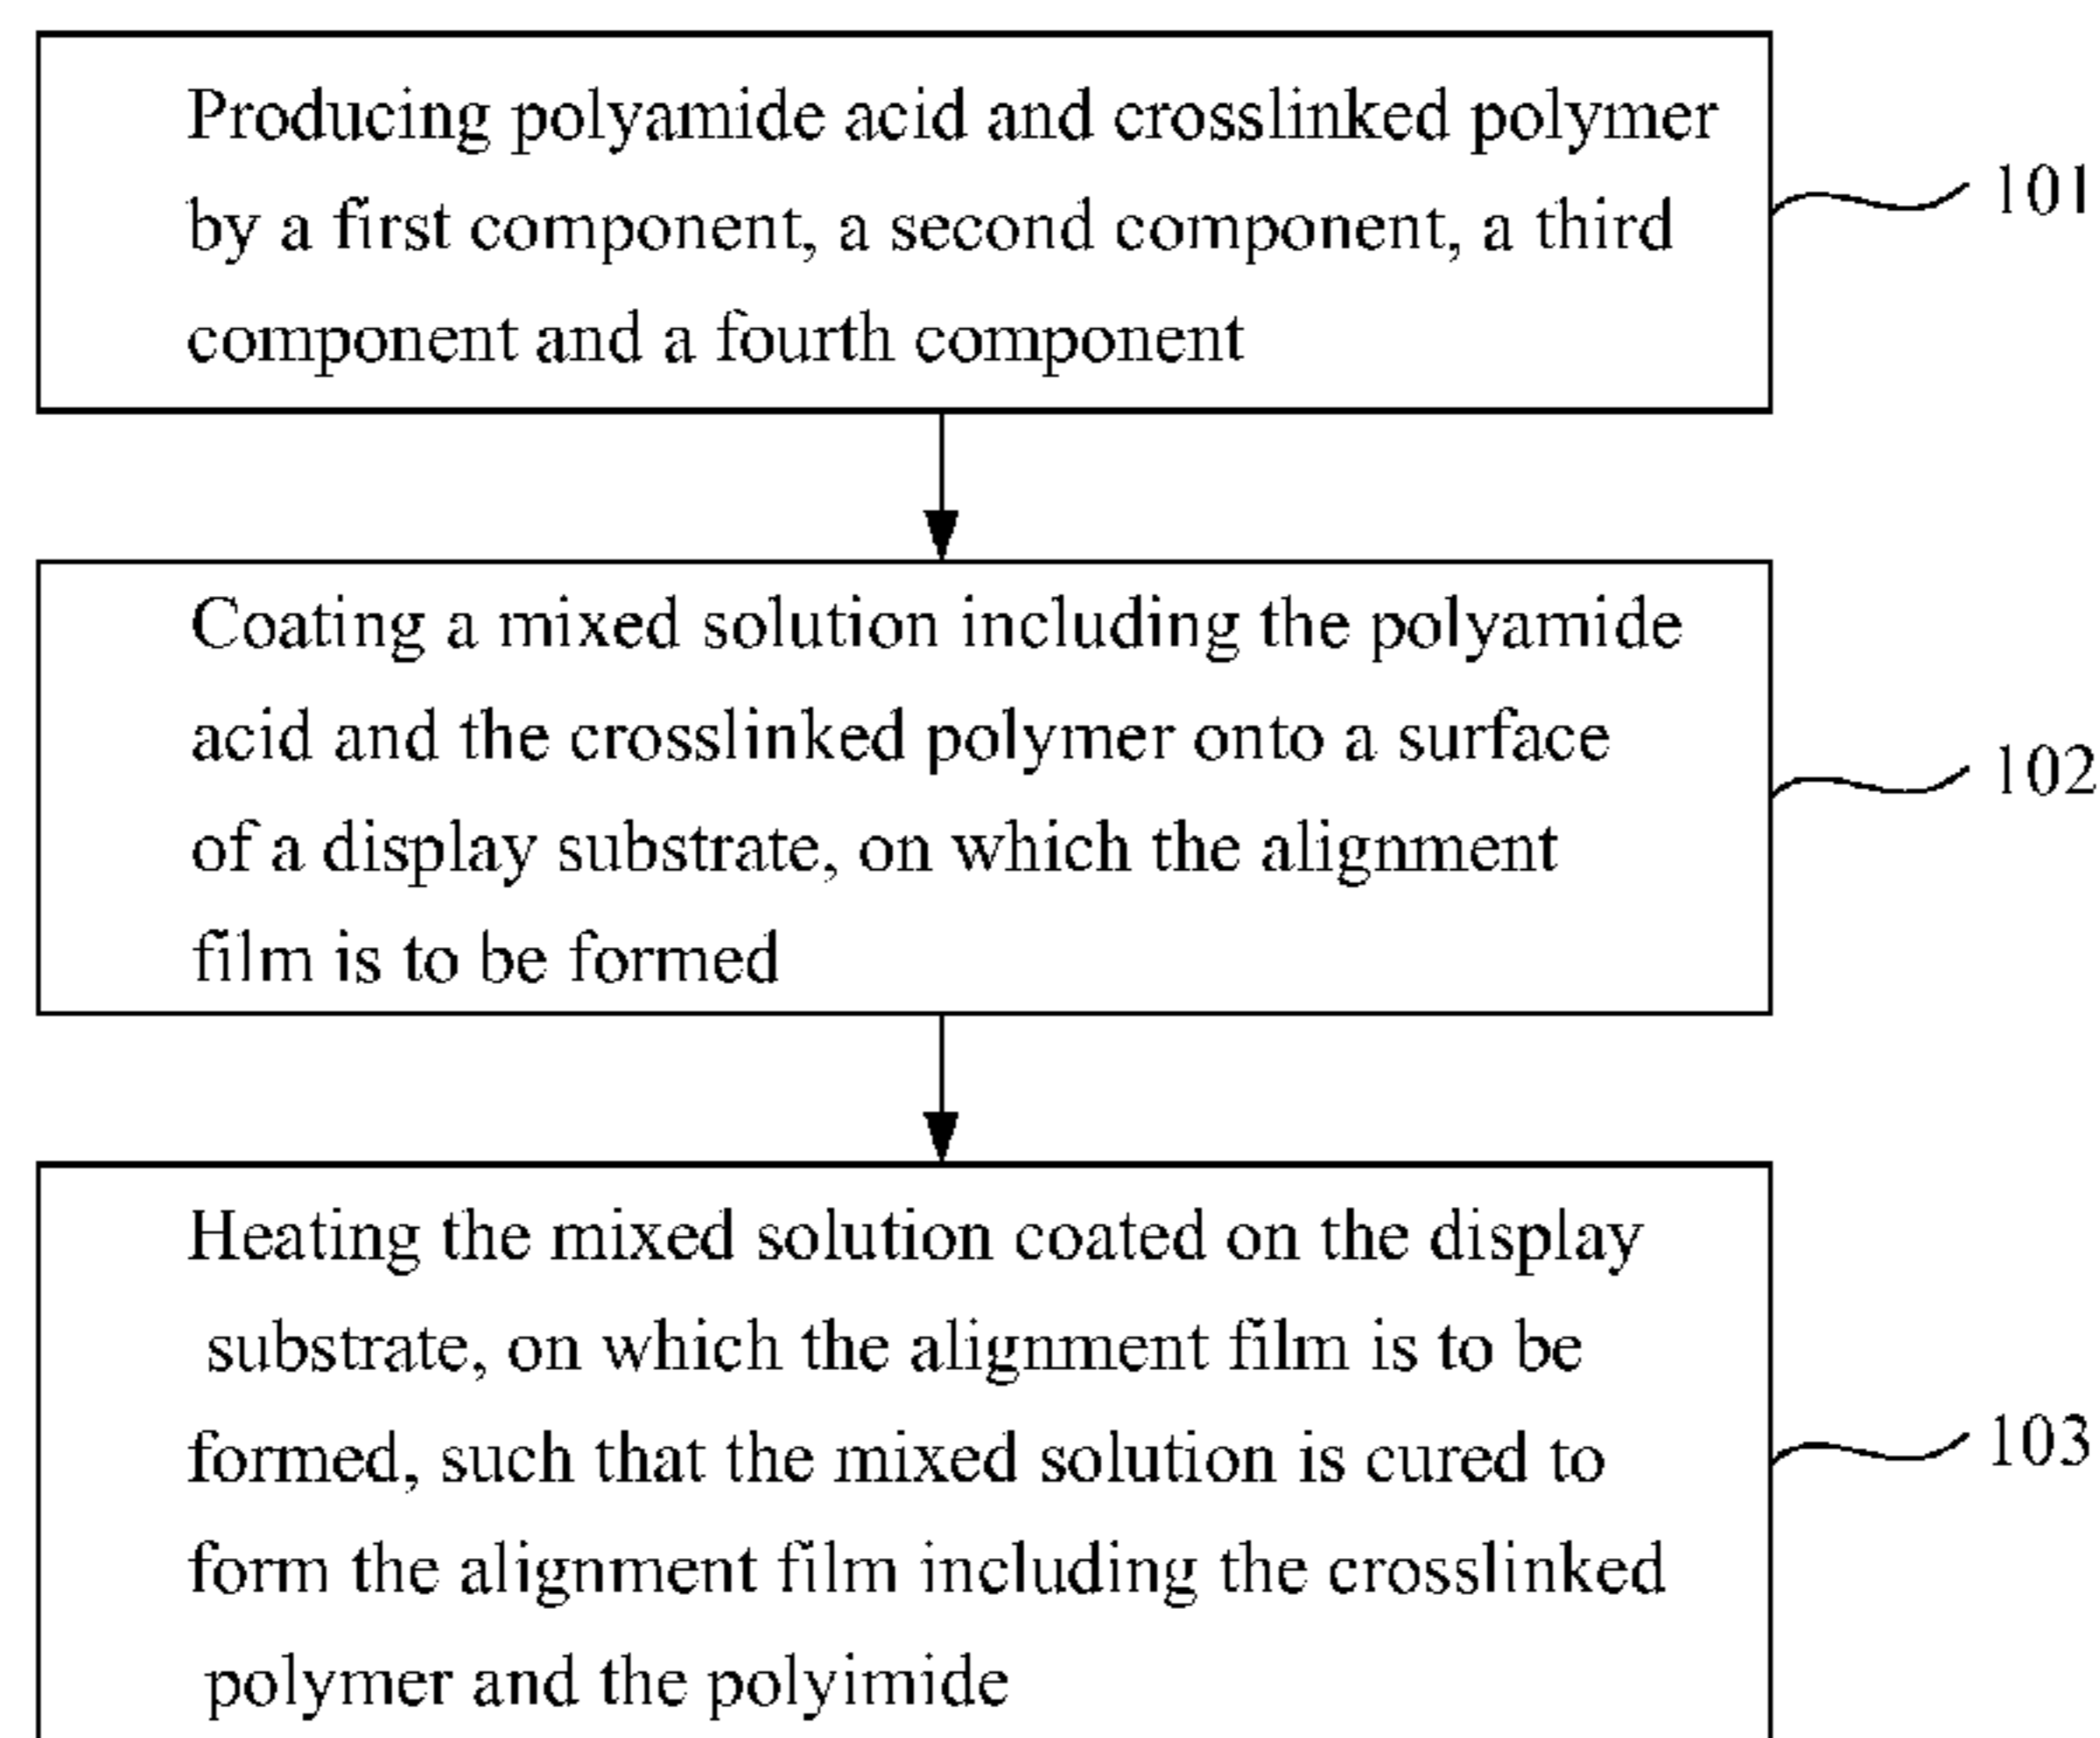 Producing polyamide acid and crosslinked polymer
by a first component, a second component, a third
component and a fourth component
101
Coating a mixed solution including the polyamide
acid and the crosslinked polymer onto a surface
of a display substrate, on which the alignment
film is to be formed
102
Heating the mixed solution coated on the display
substrate, on which the alignment film is to be
formed, such that the mixed solution is cured to
form the alignment film including the crosslinked
polymer and the polyimide
103